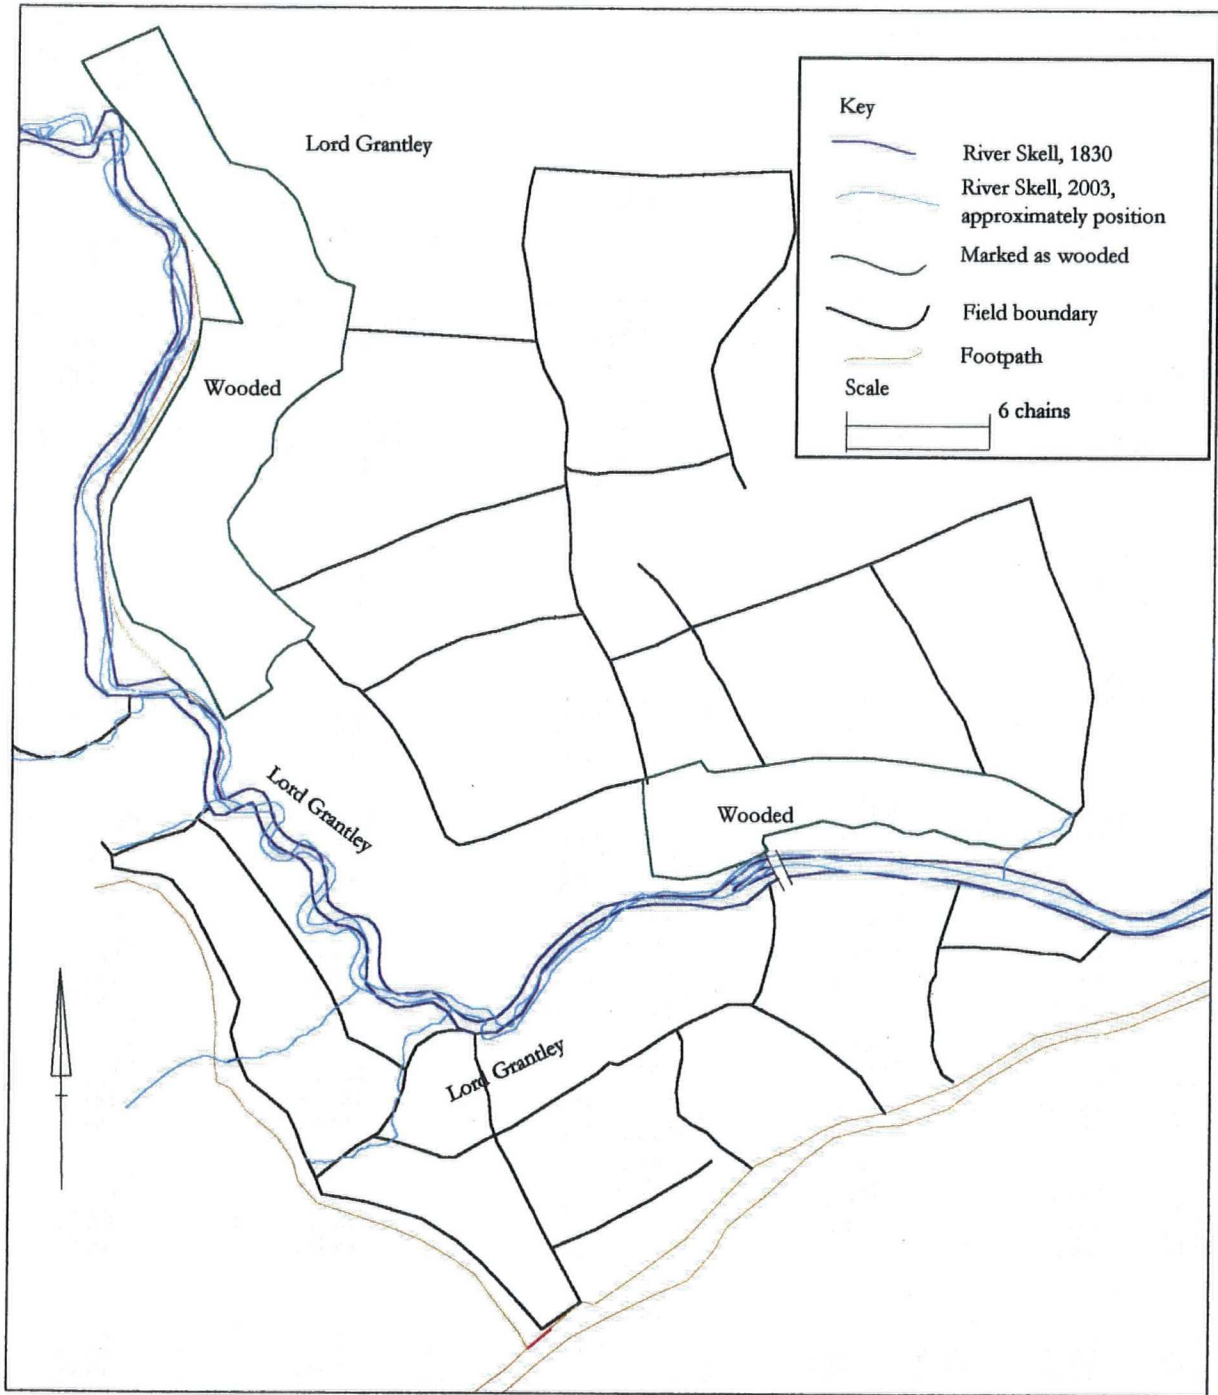 Lord Grantley
Key
River Skell, 1830
River Skell, 2003,
approximately position
Marked as wooded
Field boundary
Footpath
Scale
6 chains
Wooded
Lord Grantley
Wooded
Lord Grantley